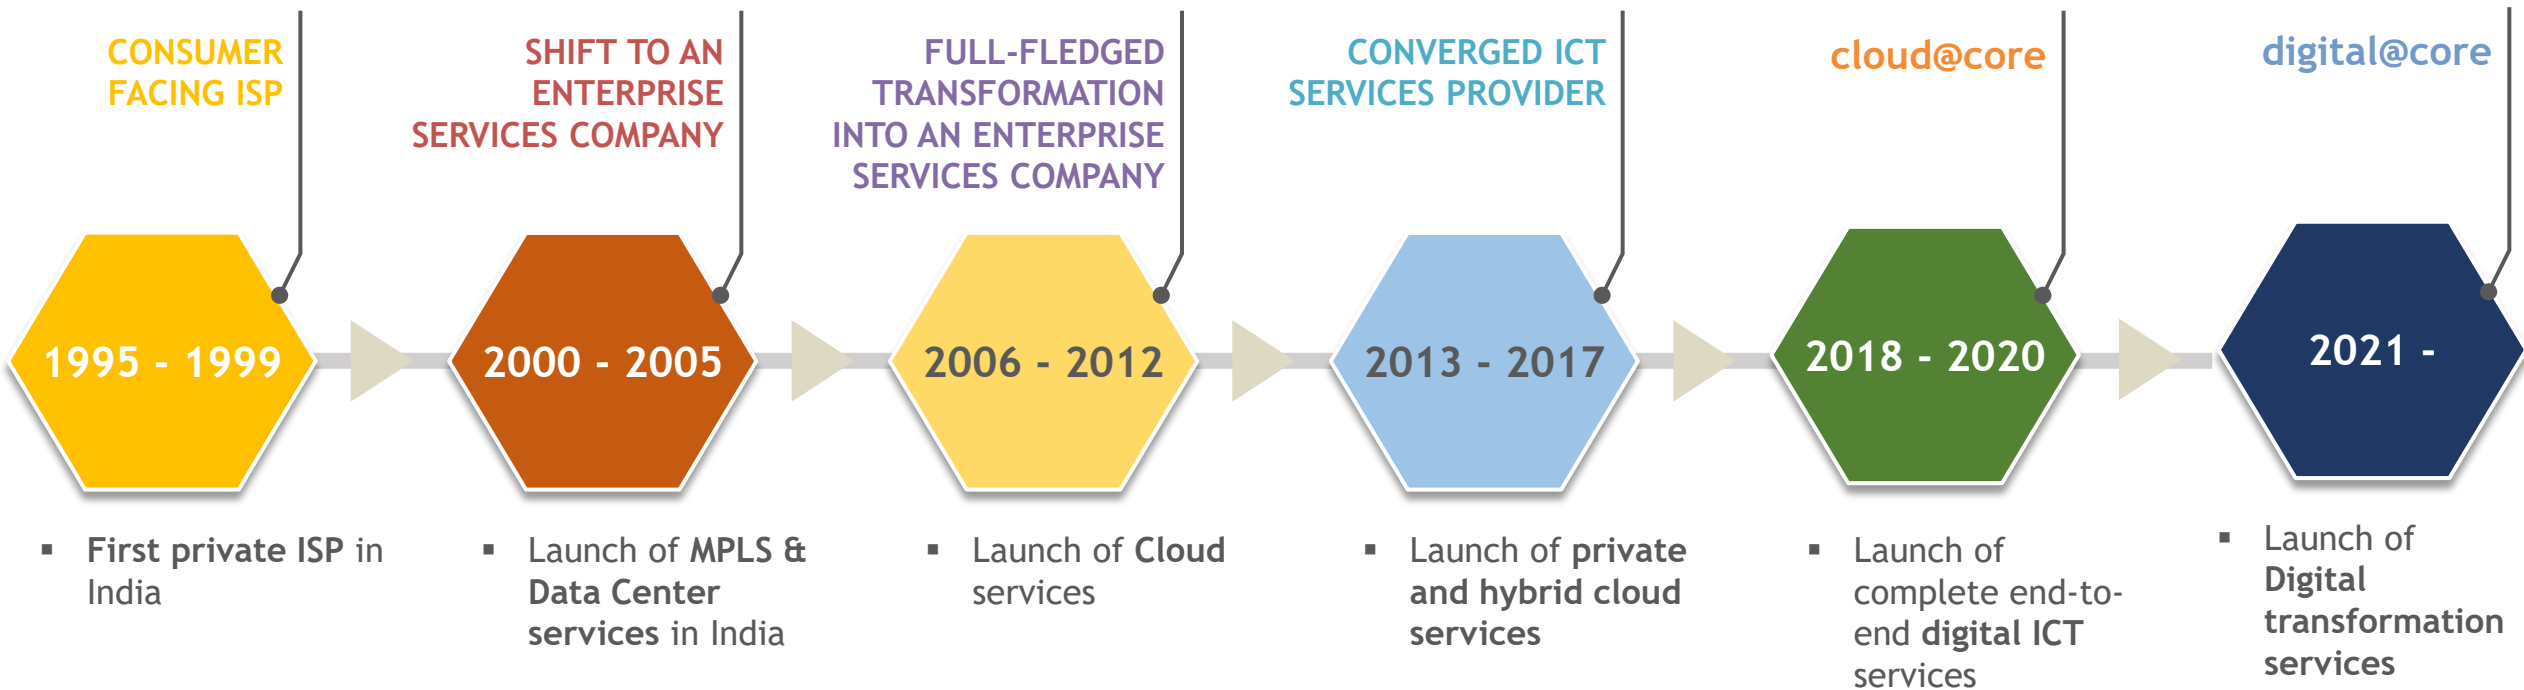 CONSUMER
FACING ISP
SHIFT TO AN
ENTERPRISE
SERVICES COMPANY
FULL-FLEDGED
TRANSFORMATION
INTO AN ENTERPRISE
SERVICES COMPANY
CONVERGED ICT
SERVICES PROVIDER
cloud@core
digital@core
1995 - 1999
2000 - 2005
2006 - 2012
2013 - 2017
2018 - 2020
2021 -
▪ First private ISP in
India
▪ Launch of MPLS &
Data Center
services in India
▪ Launch of Cloud
services
▪ Launch of private
and hybrid cloud
services
▪ Launch of
complete end-to-
end digital ICT
services
▪ Launch of
Digital
transformation
services